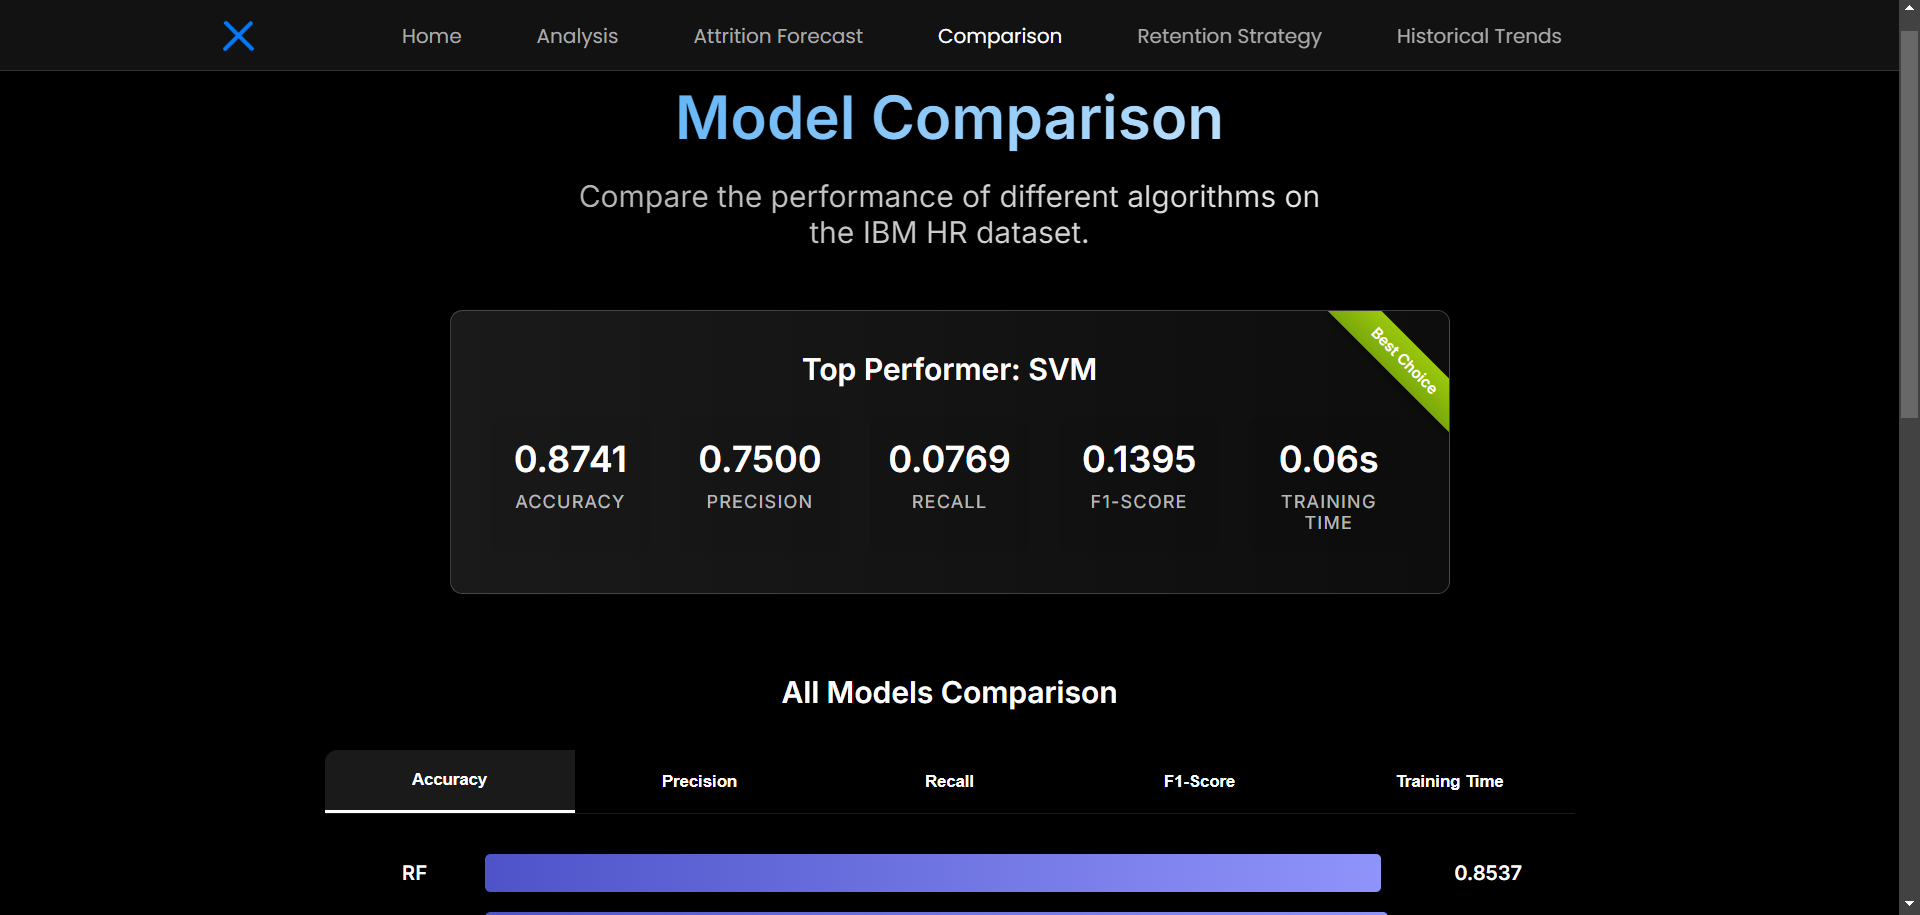 Home Analysis Attrition Forecast Comparison Retention Strategy Historical Trends
Model Comparison
Compare the performance of different algorithms on
the IBM HR dataset.
Best Choice
Top Performer: SVM
0.8741 0.7500 0.0769 0.1395 0.06s
ACCURACY PRECISION RECALL F1-SCORE TRAINING
TIME
All Models Comparison
Accuracy Precision Recall F1-Score Training Time
RF 0.8537